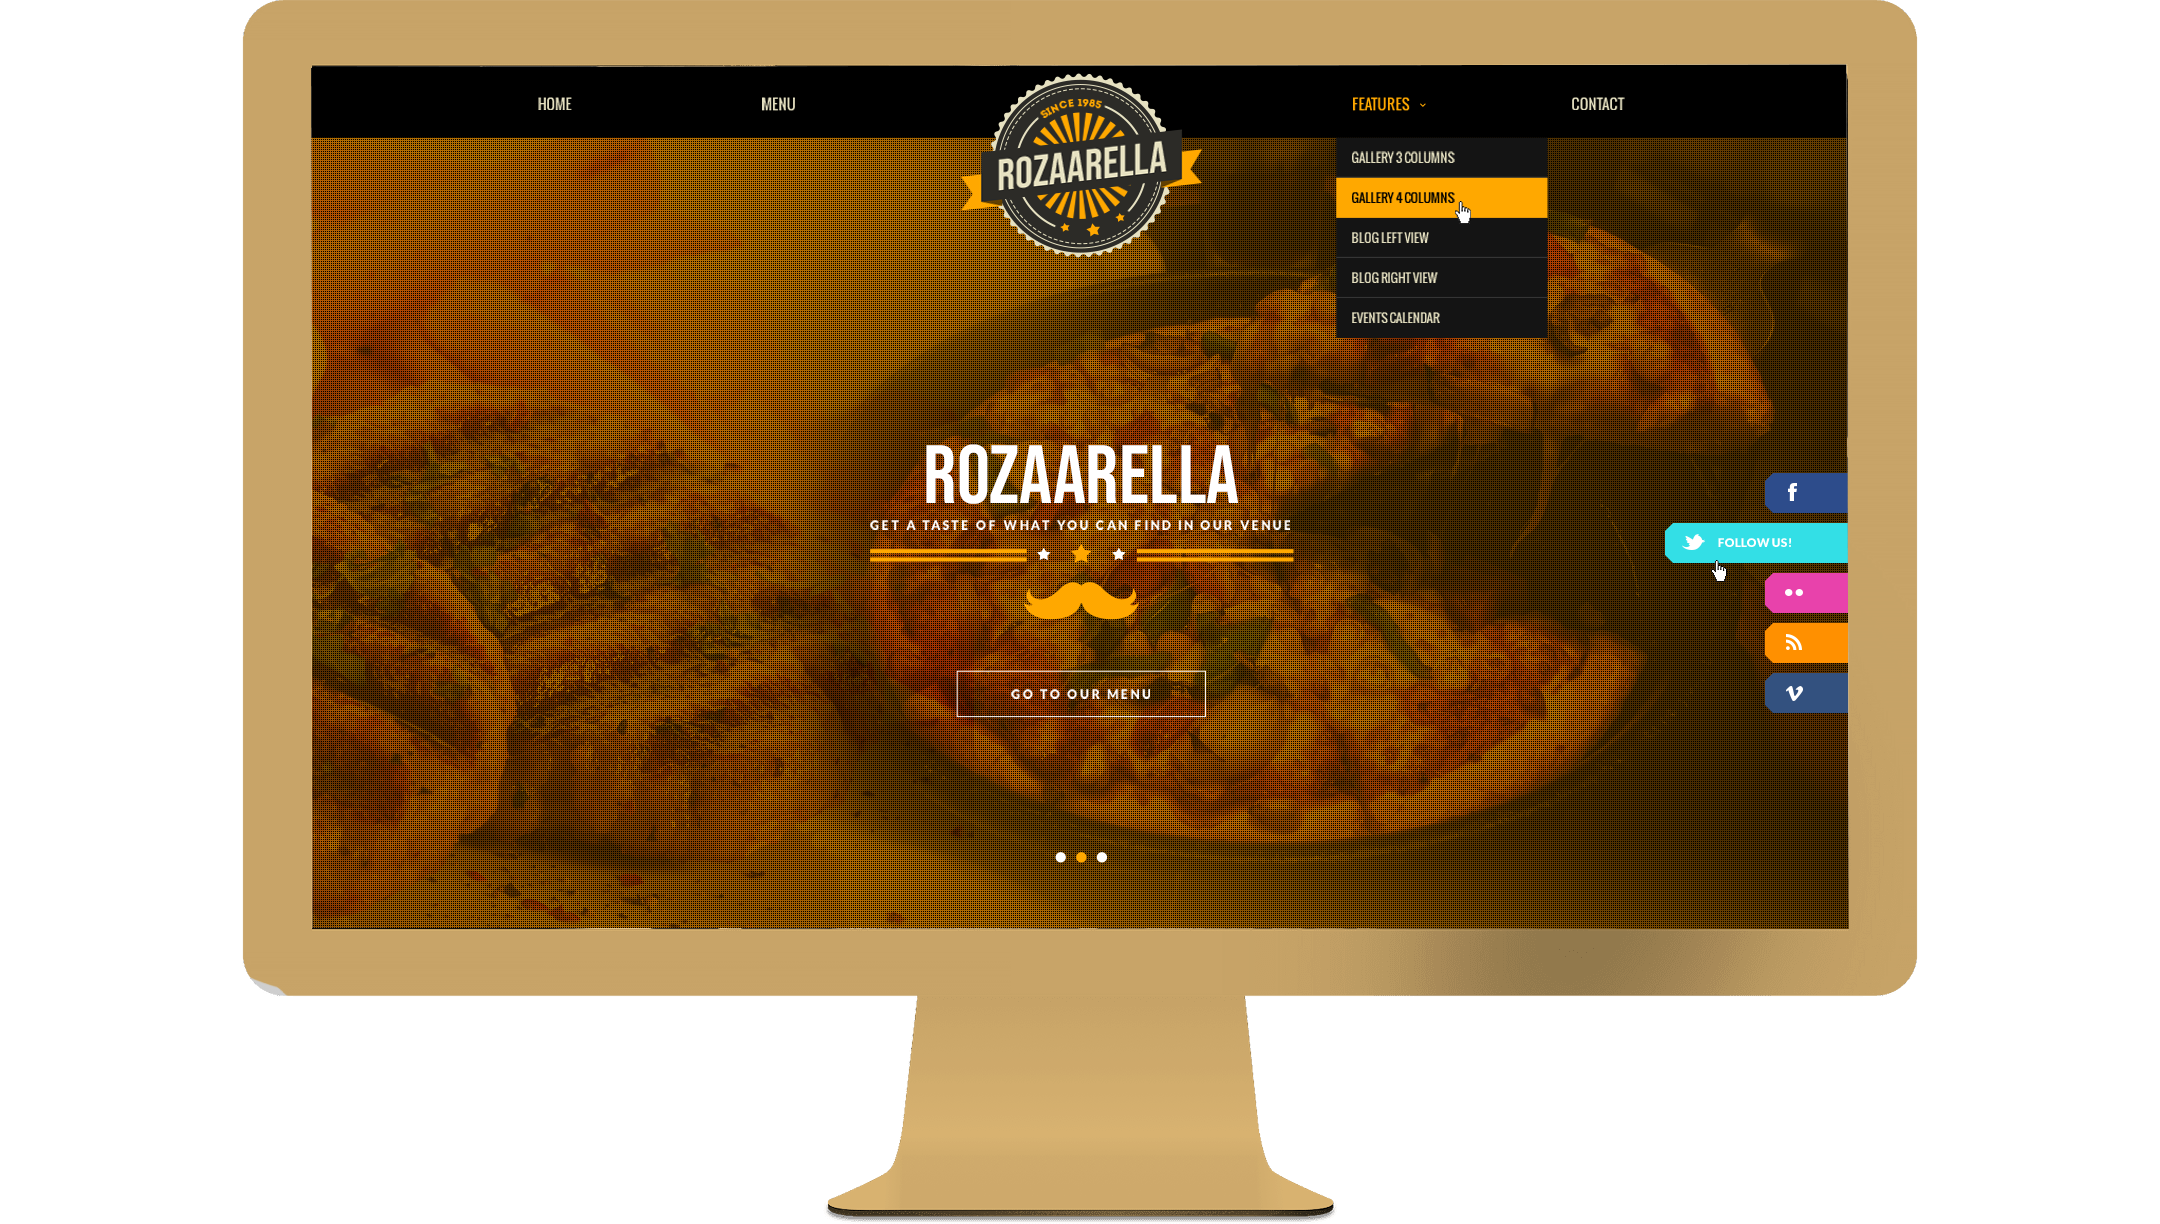 HOME
MENU
SINCE 1985
ROZAARELLA
FEATURES
CONTACT
GALLERY 3 COLUMNS
GALLERY 4 COLUMNS
BLOG LEFT VIEW
BLOG RIGHT VIEW
EVENTS CALENDAR
ROZAARELLA
GET A TASTE OF WHAT YOU CAN FIND IN OUR VENUE
FOLLOW US!
GO TO OUR MENU